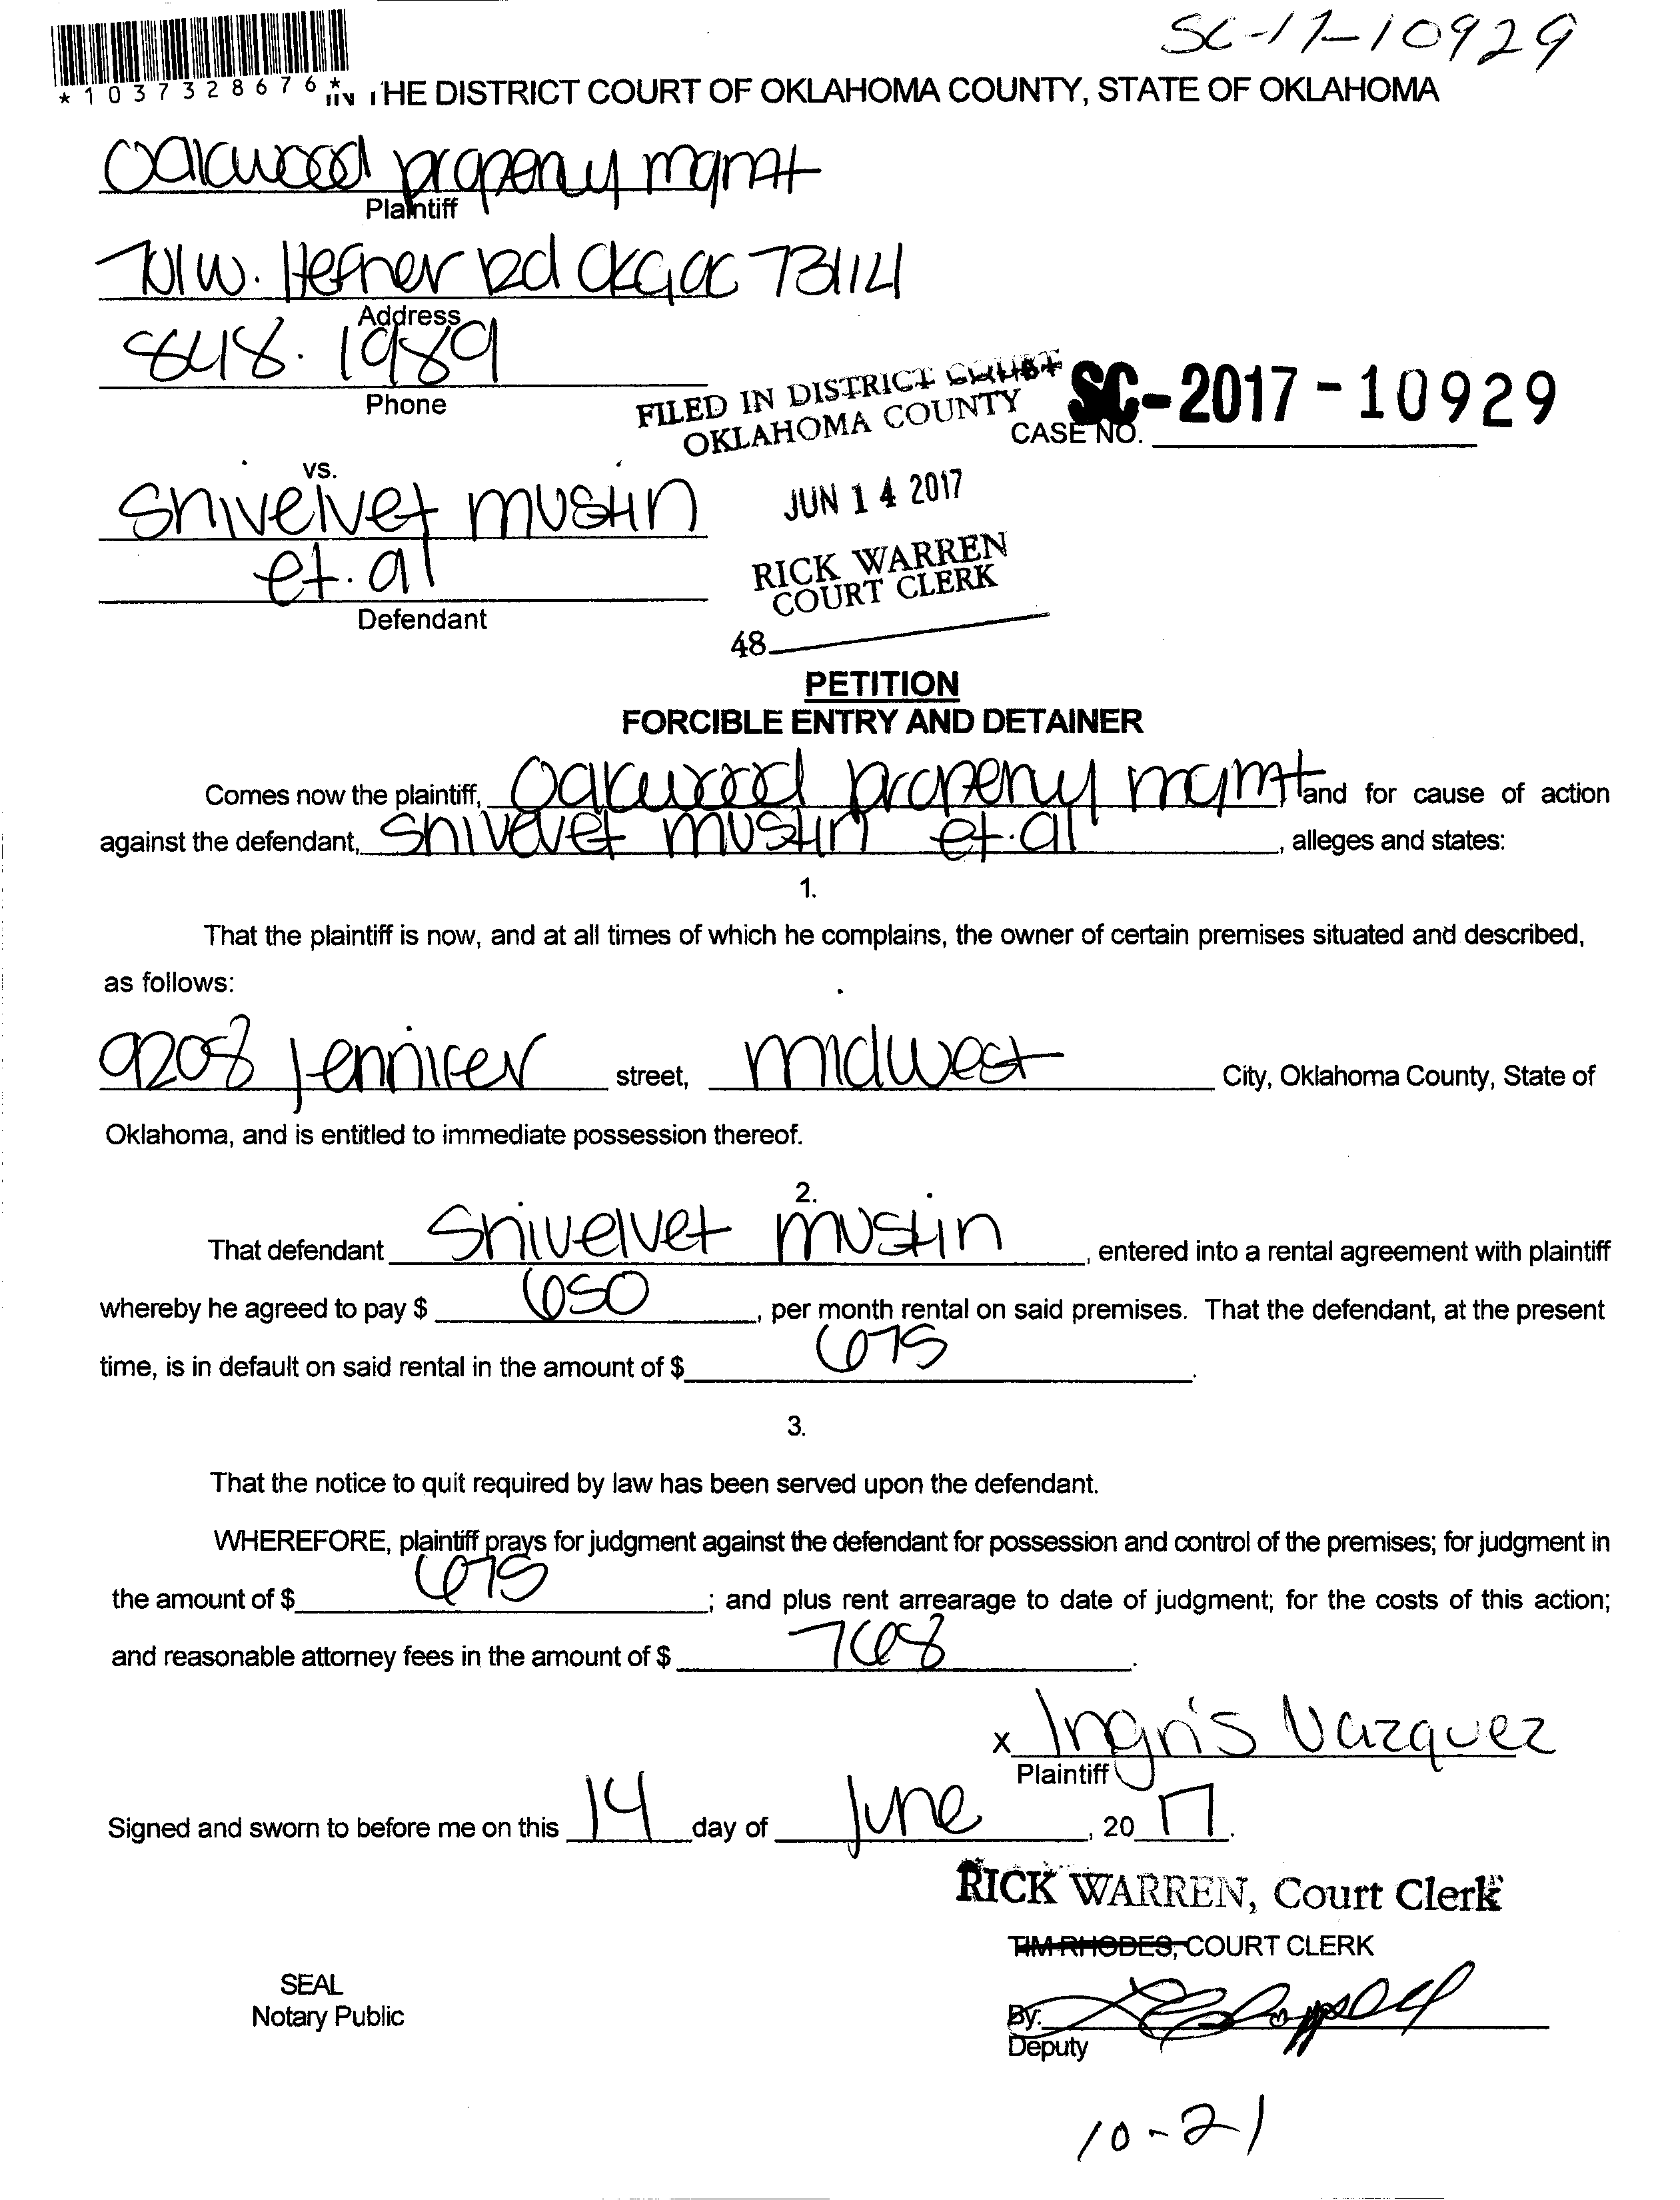 SC-17-10929
*1037328676*
IN THE DISTRICT COURT OF OKLAHOMA COUNTY, STATE OF OKLAHOMA
Oakwood property mgmt
Plaintiff
701 W. Hefner Rd OKC, OK 73114
Address
848.1989
Phone
FILED IN DISTRICT COURT
OKLAHOMA COUNTY
SC-2017-10929
CASE NO.
vs.
Shivelvet mustin
et. al
Defendant
JUN 14 2017
RICK WARREN
COURT CLERK
48
PETITION
FORCIBLE ENTRY AND DETAINER
Comes now the plaintiff, Oakwood property mgmt and for cause of action
against the defendant, Shivelvet mustin et. al , alleges and states:
1.
That the plaintiff is now, and at all times of which he complains, the owner of certain premises situated and described,
as follows:
9208 Jennifer street, midwest City, Oklahoma County, State of
Oklahoma, and is entitled to immediate possession thereof.
2.
That defendant Shivelvet mustin , entered into a rental agreement with plaintiff
whereby he agreed to pay $ 650 , per month rental on said premises. That the defendant, at the present
time, is in default on said rental in the amount of $ 675 .
3.
That the notice to quit required by law has been served upon the defendant.
WHEREFORE, plaintiff prays for judgment against the defendant for possession and control of the premises; for judgment in
the amount of $ 675 ; and plus rent arrearage to date of judgment; for the costs of this action;
and reasonable attorney fees in the amount of $ 768 .
x Ingris Vazquez
Plaintiff
Signed and sworn to before me on this 14 day of June , 20 17 .
RICK WARREN, Court Clerk
TIM RHODES, COURT CLERK
SEAL
Notary Public
By:
Deputy
10-21